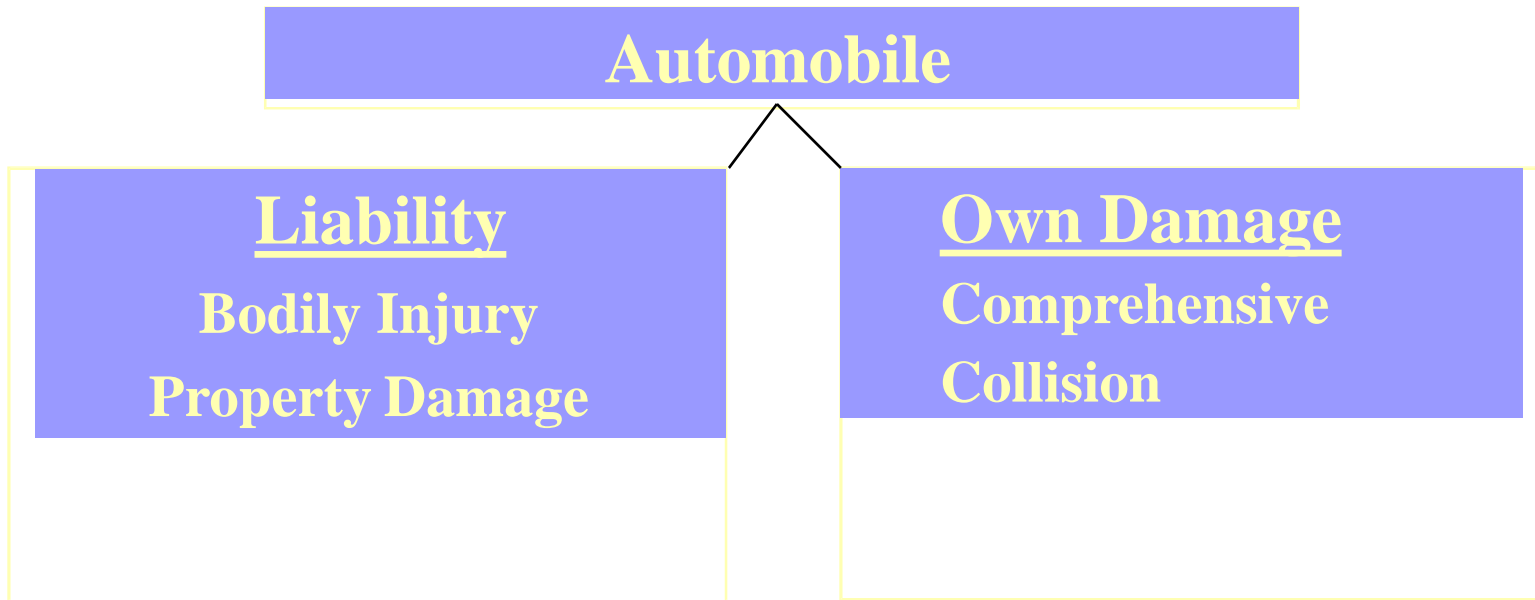 Automobile
Liability
Bodily Injury
Property Damage
Own Damage
Comprehensive
Collision